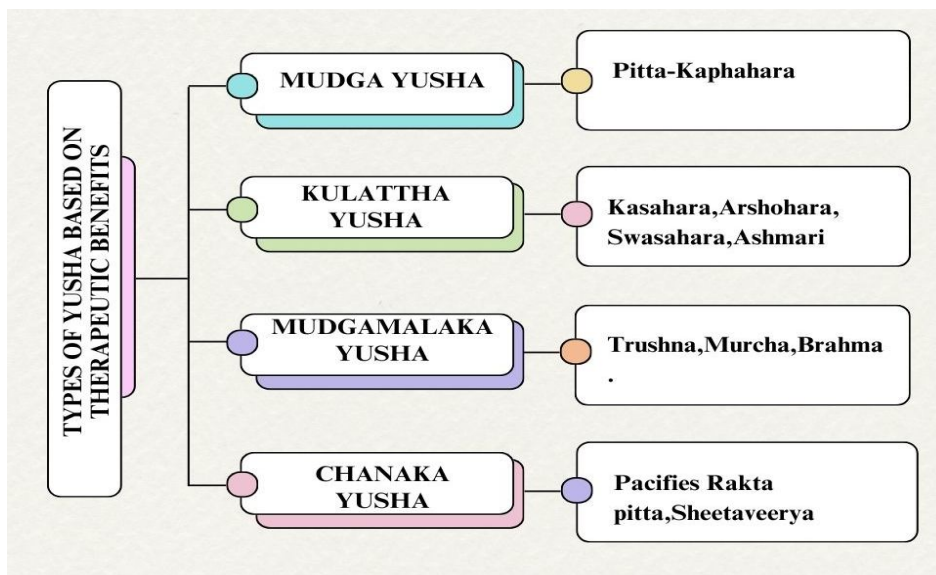 TYPES OF YUSHA BASED ON
THERAPEUTIC BENEFITS
MUDGA YUSHA
Pitta-Kaphahara
KULATTHA
YUSHA
Kasahara,Arshohara,
Swasahara,Ashmari
MUDGAMALAKA
YUSHA
Trushna,Murcha,Brahma
.
CHANAKA
YUSHA
Pacifies Rakta
pitta,Sheetaveerya